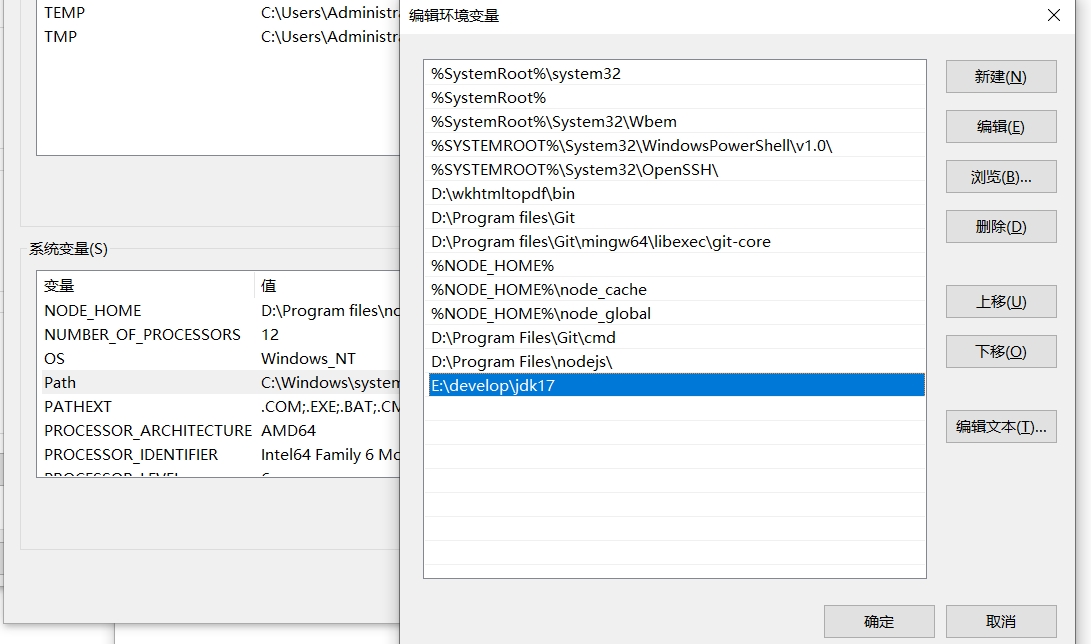 TEMP C:\Users\Administra
TMP C:\Users\Administra
系统变量(S)
变量 值
NODE_HOME D:\Program files\no
NUMBER_OF_PROCESSORS 12
OS Windows_NT
Path C:\Windows\system
PATHEXT .COM;.EXE;.BAT;.CM
PROCESSOR_ARCHITECTURE AMD64
PROCESSOR_IDENTIFIER Intel64 Family 6 Mo
编辑环境变量
%SystemRoot%\system32
%SystemRoot%
%SystemRoot%\System32\Wbem
%SYSTEMROOT%\System32\WindowsPowerShell\v1.0\
%SYSTEMROOT%\System32\OpenSSH\
D:\wkhtmltopdf\bin
D:\Program files\Git
D:\Program files\Git\mingw64\libexec\git-core
%NODE_HOME%
%NODE_HOME%\node_cache
%NODE_HOME%\node_global
D:\Program Files\Git\cmd
D:\Program Files\nodejs\
E:\develop\jdk17
新建(N)
编辑(E)
浏览(B)...
删除(D)
上移(U)
下移(O)
编辑文本(T)...
确定
取消